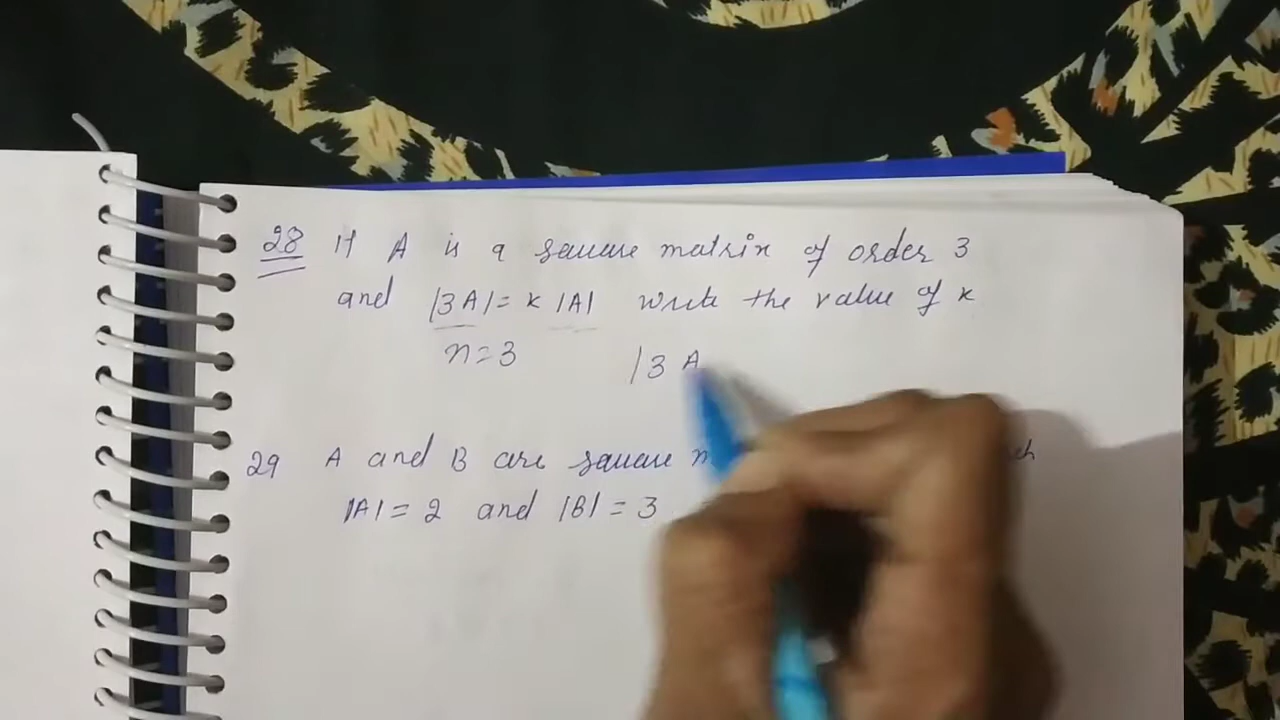 28 If A is a square matrix of order 3
and |3A| = k |A| write the value of k
n=3 |3 A
29 A and B are square
|A| = 2 and |B| = 3